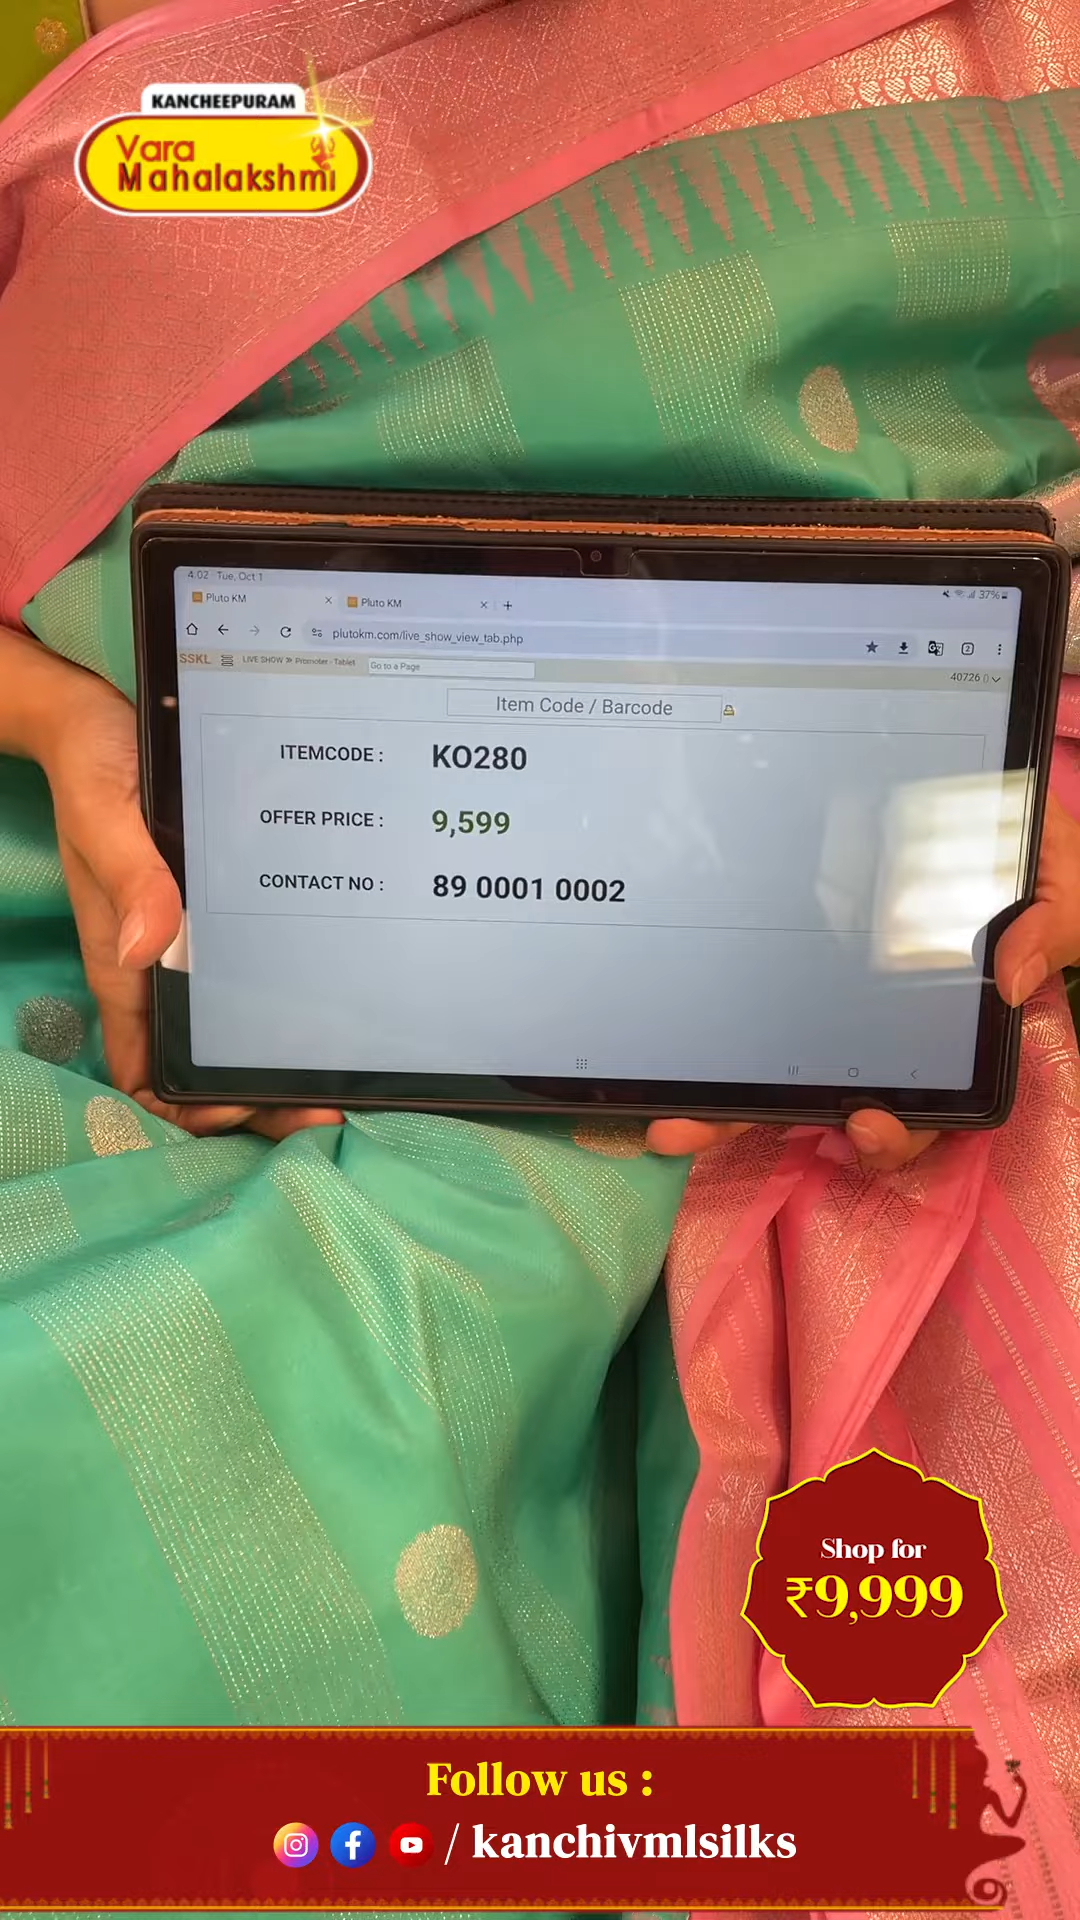 KANCHEEPURAM
Vara
Mahalakshmi
4.02 Tue, Oct 1
37%
Pluto KM × Pluto KM × +
plutokm.com/live_show_view_tab.php
2
SSKL LIVE SHOW » Promoter - Tablet Go to a Page
40726
Item Code / Barcode
ITEMCODE : KO280
OFFER PRICE : 9,599
CONTACT NO : 89 0001 0002
Shop for
₹9,999
Follow us :
/ kanchivmlsilks